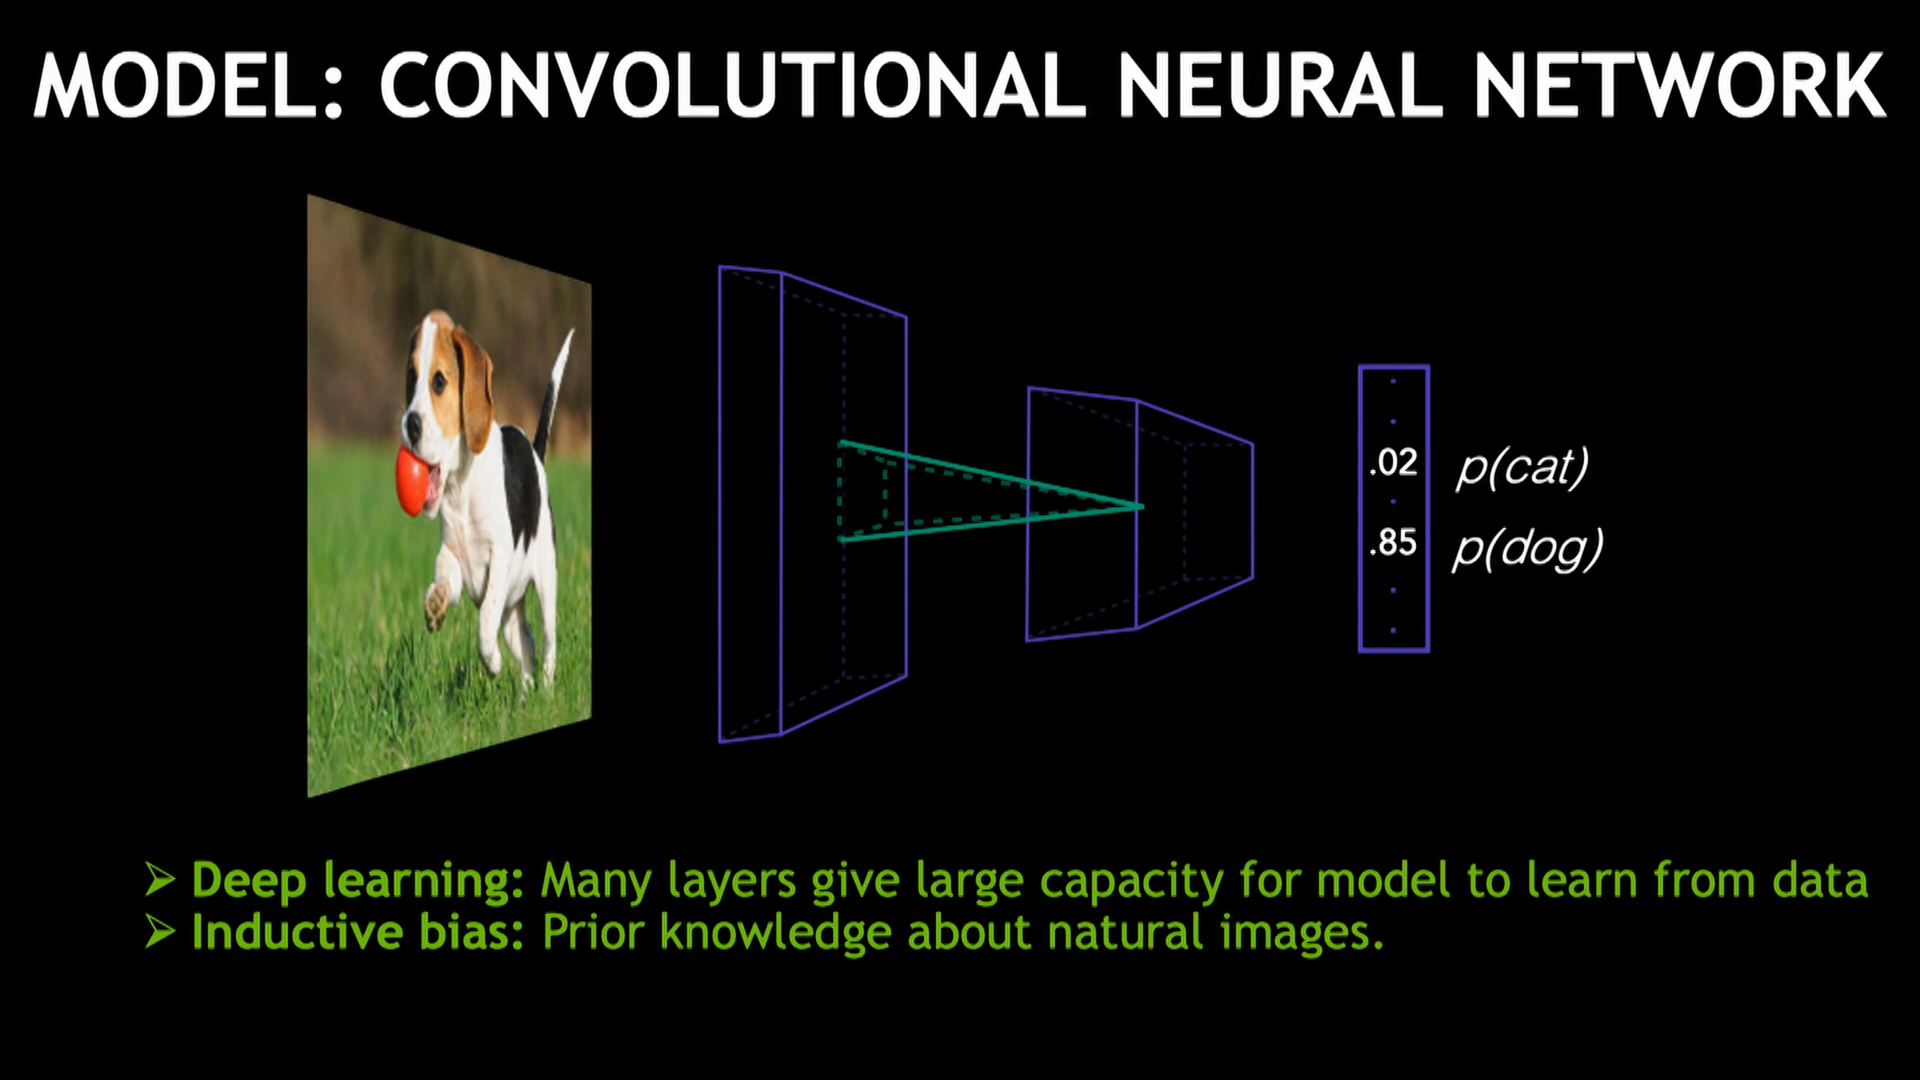 MODEL: CONVOLUTIONAL NEURAL NETWORK
.02 p(cat)
.85 p(dog)
➢ Deep learning: Many layers give large capacity for model to learn from data
➢ Inductive bias: Prior knowledge about natural images.